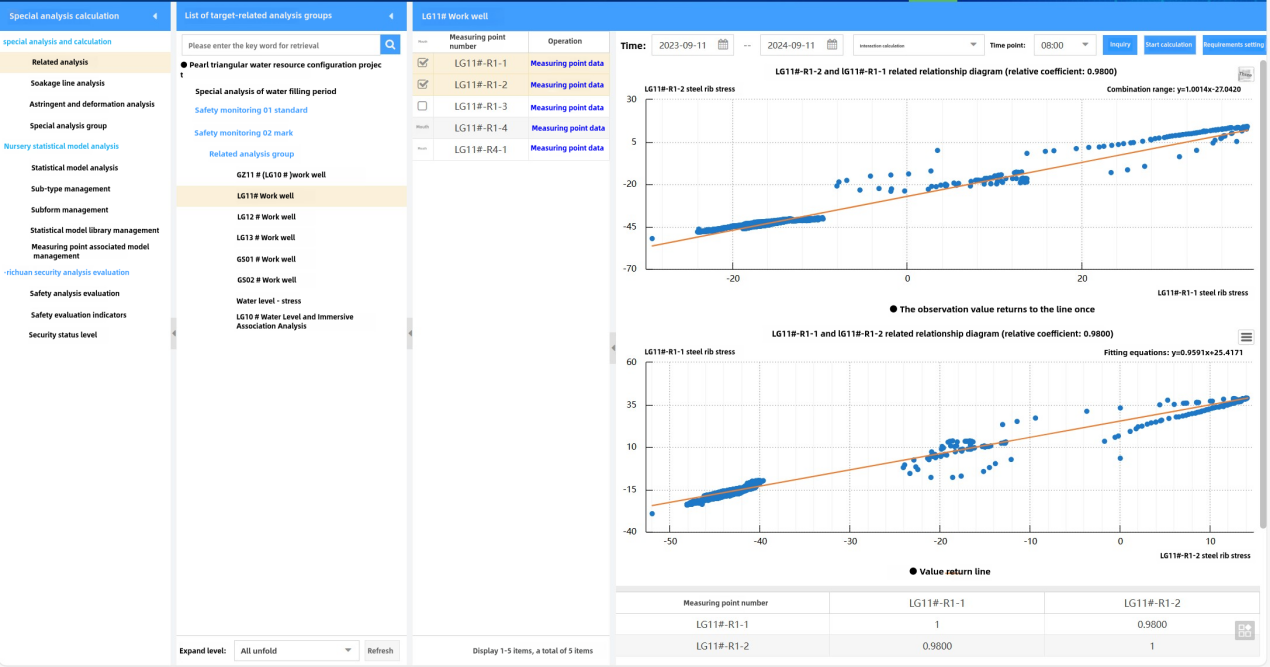 Special analysis calculation
special analysis and calculation
Related analysis
Soakage line analysis
Astringent and deformation analysis
Special analysis group
Nursery statistical model analysis
Statistical model analysis
Sub-type management
Subform management
Statistical model library management
Measuring point associated model
management
-richuan security analysis evaluation
Safety analysis evaluation
Safety evaluation indicators
Security status level
List of target-related analysis groups
Please enter the key word for retrieval
Pearl triangular water resource configuration projec
t
Special analysis of water filling period
Safety monitoring 01 standard
Safety monitoring 02 mark
Related analysis group
GZ11 # (LG10 # )work well
LG11# Work well
LG12 # Work well
LG13 # Work well
GS01 # Work well
GS02 # Work well
Water level - stress
LG10 # Water Level and Immersive
Association Analysis
Expand level: All unfold Refresh
LG11# Work well
Measuring point
number
Operation
LG11#-R1-1 Measuring point data
LG11#-R1-2 Measuring point data
LG11#-R1-3 Measuring point data
LG11#-R1-4 Measuring point data
LG11#-R4-1 Measuring point data
Display 1-5 items, a total of 5 items
Time: 2023-09-11 -- 2024-09-11 Interaction calculation Time point: 08:00 Inquiry Start calculation Requirements setting
LG11#-R1-2 and lG11#-R1-1 related relationship diagram (relative coefficient: 0.9800)
LG11#-R1-2 steel rib stress
Combination range: y=1.0014x-27.0420
30
5
-20
-45
-70
-20 0 20
LG11#-R1-1 steel rib stress
The observation value returns to the line once
LG11#-R1-1 and lG11#-R1-2 related relationship diagram (relative coefficient: 0.9800)
LG11#-R1-1 steel rib stress
Fitting equations: y=0.9591x+25.4171
60
35
10
-15
-40
-50 -40 -30 -20 -10 0 10
LG11#-R1-2 steel rib stress
Value return line
Measuring point number LG11#-R1-1 LG11#-R1-2
LG11#-R1-1 1 0.9800
LG11#-R1-2 0.9800 1